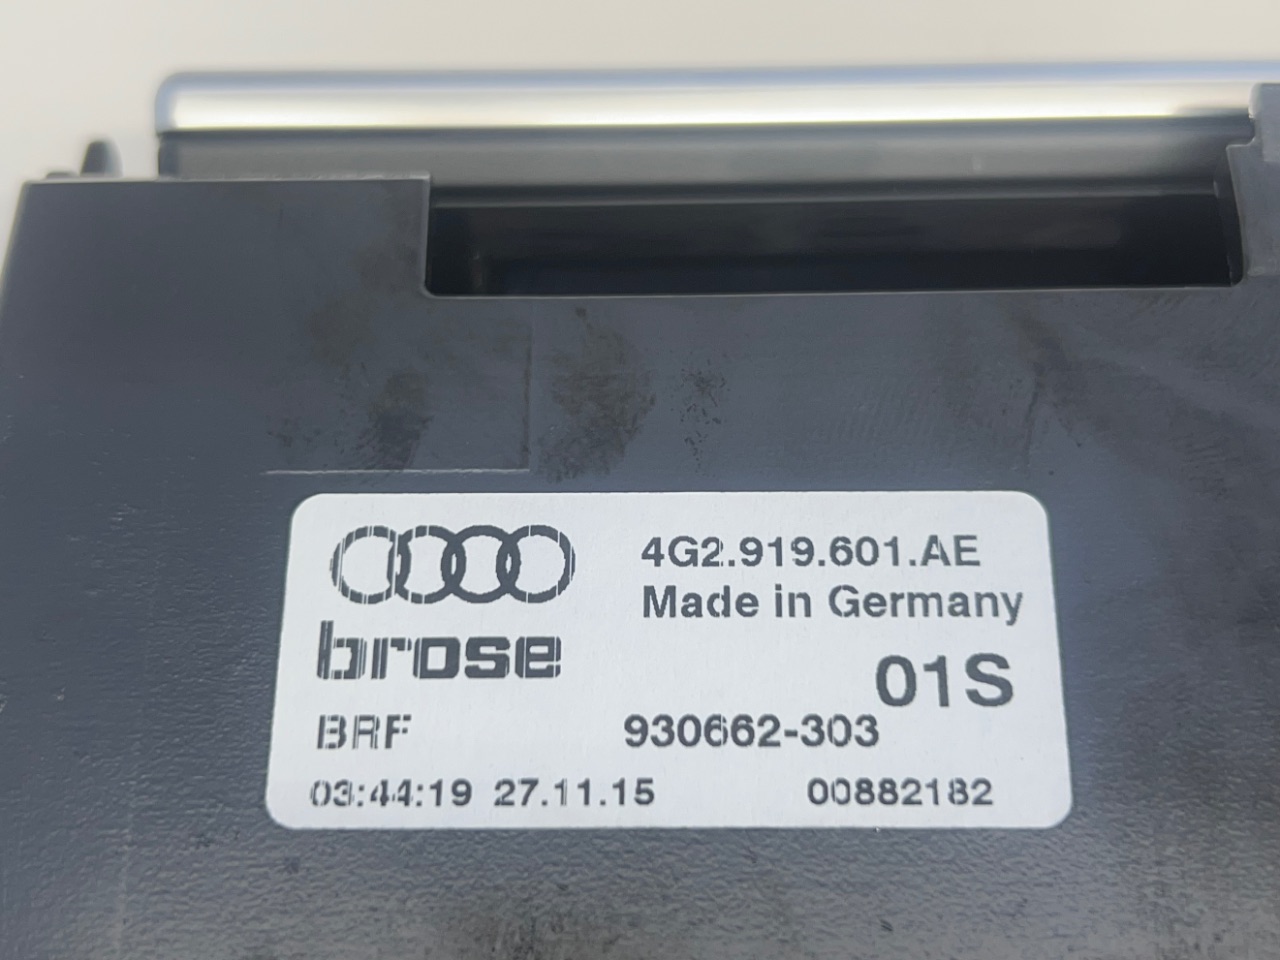 4G2.919.601.AE
Made in Germany
brose
01S
BRF 930662-303
03:44:19 27.11.15 00882182